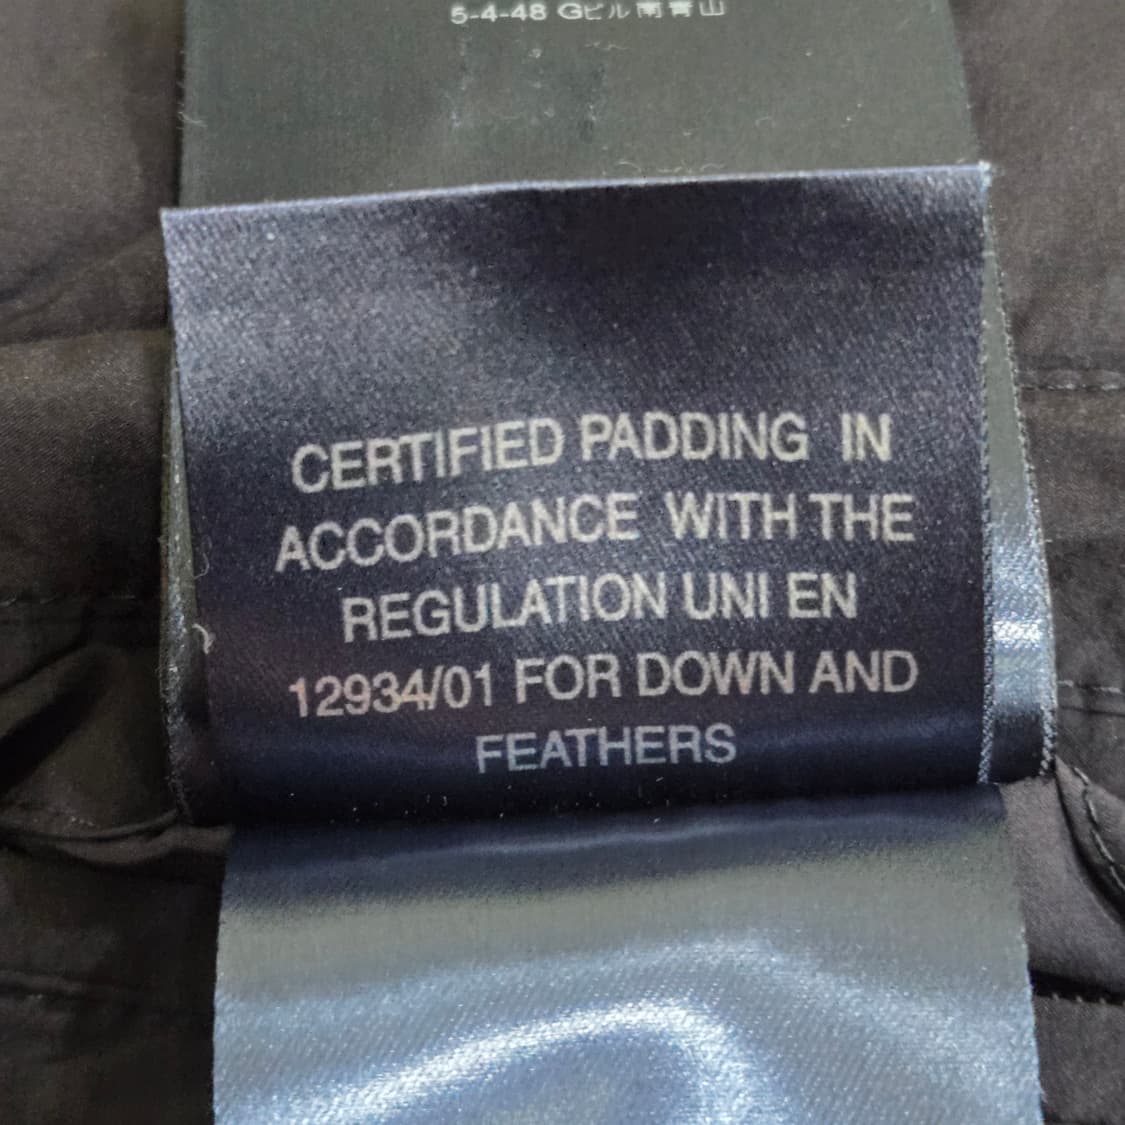 5-4-48 Gビル南青山
CERTIFIED PADDING IN
ACCORDANCE WITH THE
REGULATION UNI EN
12934/01 FOR DOWN AND
FEATHERS